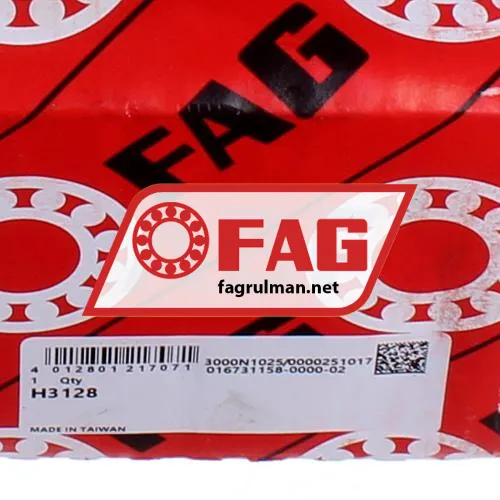 FAG
FAG
fagrulman.net
3000N1025/0000251017
4 012801 217071
016731158-0000-02
1 Qty
H3128
MADE IN TAIWAN